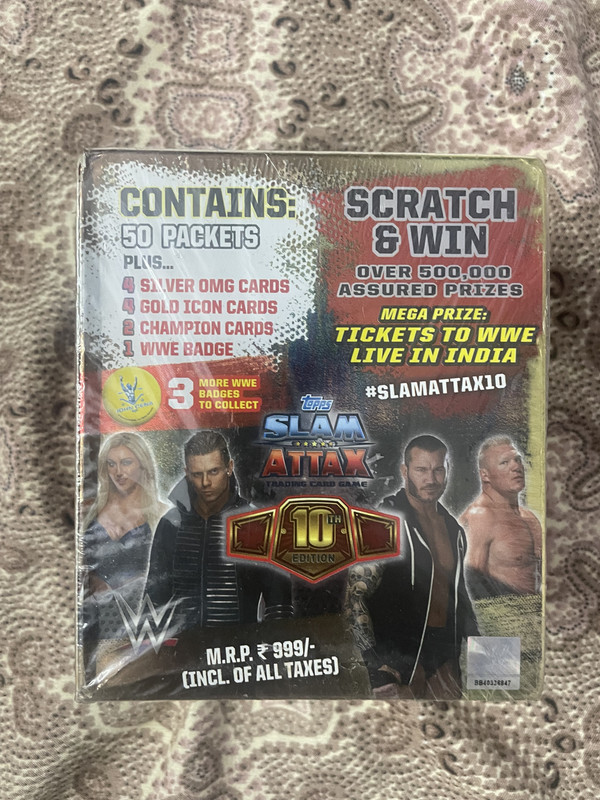 CONTAINS:
50 PACKETS
PLUS...
4 SILVER OMG CARDS
4 GOLD ICON CARDS
2 CHAMPION CARDS
1 WWE BADGE
3 MORE WWE
BADGES
TO COLLECT
SCRATCH
& WIN
OVER 500,000
ASSURED PRIZES
MEGA PRIZE:
TICKETS TO WWE
LIVE IN INDIA
#SLAMATTAX10
Topps
SLAM
ATTAX
TRADING CARD GAME
10TH
EDITION
W
M.R.P. ₹ 999/-
(INCL. OF ALL TAXES)